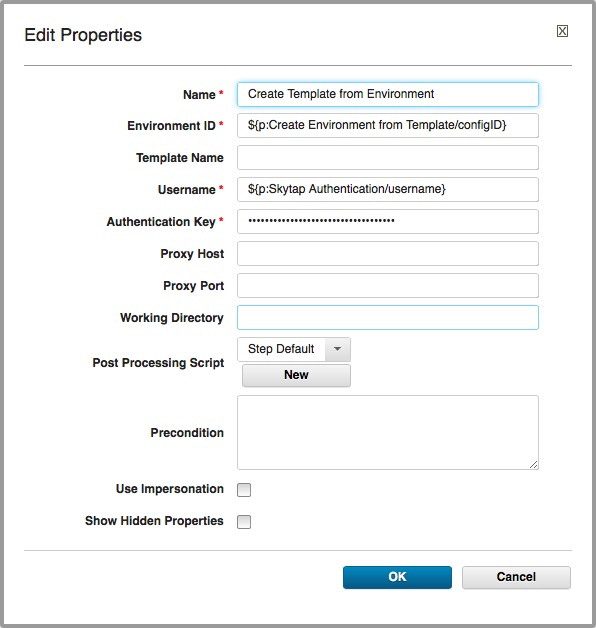 Edit Properties
X
Name *
Create Template from Environment
Environment ID *
${p:Create Environment from Template/configID}
Template Name
Username *
${p:Skytap Authentication/username}
Authentication Key *
••••••••••••••••••••••••••••••••••
Proxy Host
Proxy Port
Working Directory
Post Processing Script
Step Default
New
Precondition
Use Impersonation
Show Hidden Properties
OK
Cancel